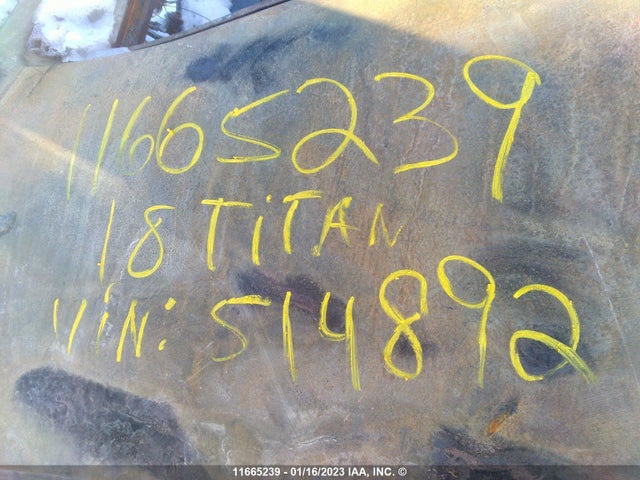 11665239
18 TiTAN
ViN: 514892
11665239 - 01/16/2023 IAA, INC. ©